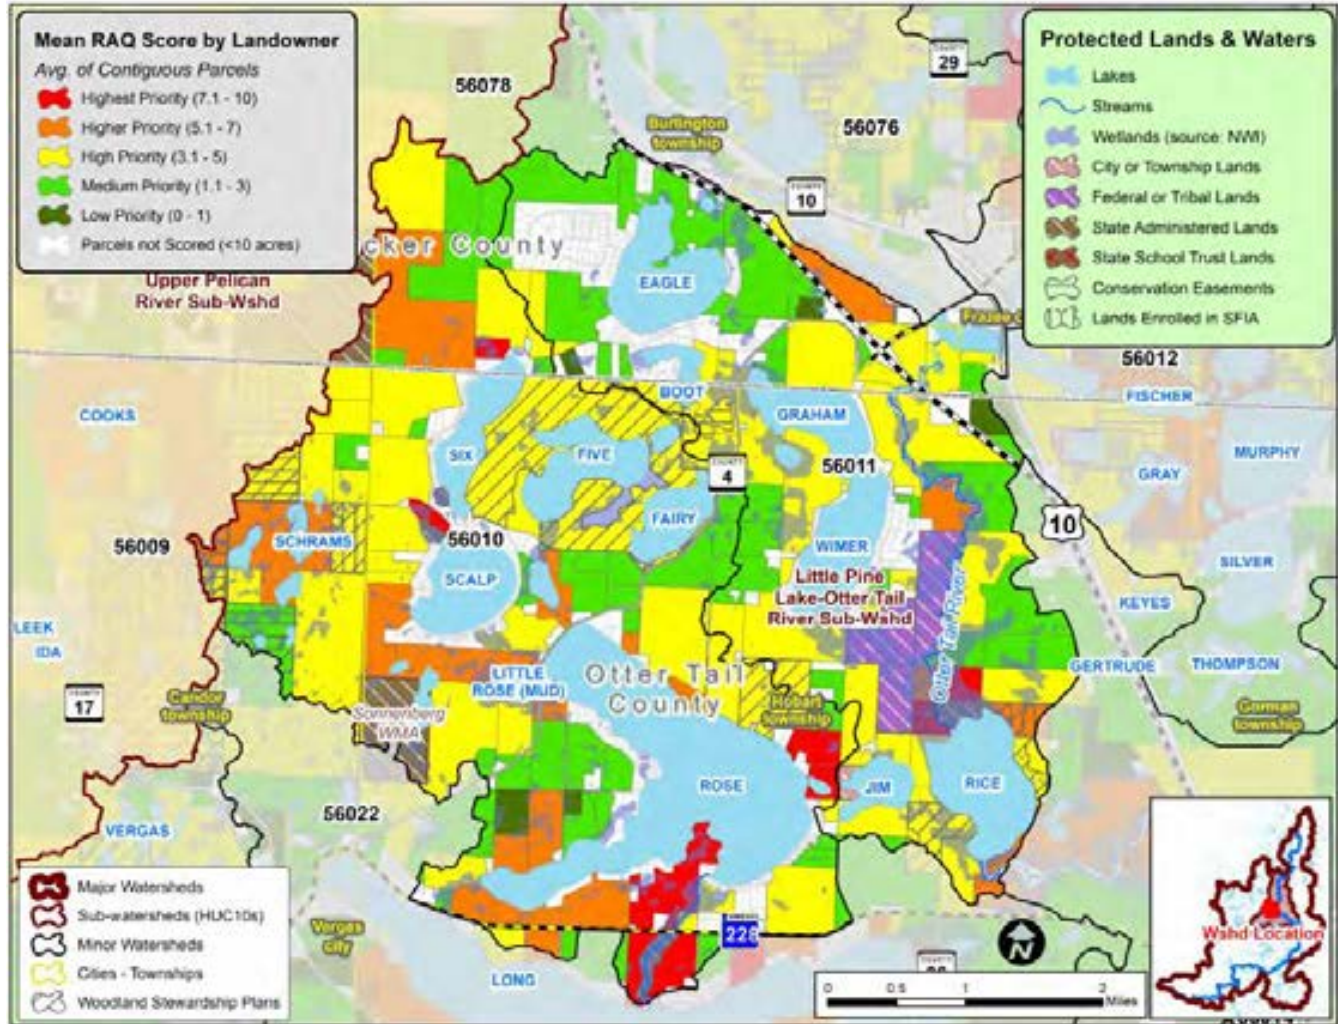 Mean RAQ Score by Landowner
Avg. of Contiguous Parcels
Highest Priority (7.1 - 10)
Higher Priority (5.1 - 7)
High Priority (3.1 - 5)
Medium Priority (1.1 - 3)
Low Priority (0 - 1)
Parcels not Scored (<10 acres)
Protected Lands & Waters
Lakes
Streams
Wetlands (source: NWI)
City or Township Lands
Federal or Tribal Lands
State Administered Lands
State School Trust Lands
Conservation Easements
Lands Enrolled in SFIA
56078
COUNTY
29
Burlington
township
56076
COUNTY
10
cker County
Upper Pelican
River Sub-Wshd
EAGLE
Frazee c
56012
FISCHER
COOKS
BOOT
GRAHAM
MURPHY
SIX
FIVE
COUNTY
4
56011
GRAY
FAIRY
10
56009
SCHRAMS
56010
WIMER
SILVER
SCALP
Little Pine
Lake-Otter Tail
River Sub-Wshd
Otter Tail River
KEYES
LEEK
IDA
GERTRUDE
THOMPSON
LITTLE
ROSE (MUD)
Otter Tail
County
COUNTY
17
Candor
township
Sonnenberg
WMA
Hobart
township
Gorman
township
ROSE
JIM
RICE
56022
VERGAS
Major Watersheds
Sub-watersheds (HUC10s)
Minor Watersheds
Cities - Townships
Woodland Stewardship Plans
Vergas
city
LONG
COUNTY
228
COUNTY
N
0
0.5
1
2
Miles
Wshd Location